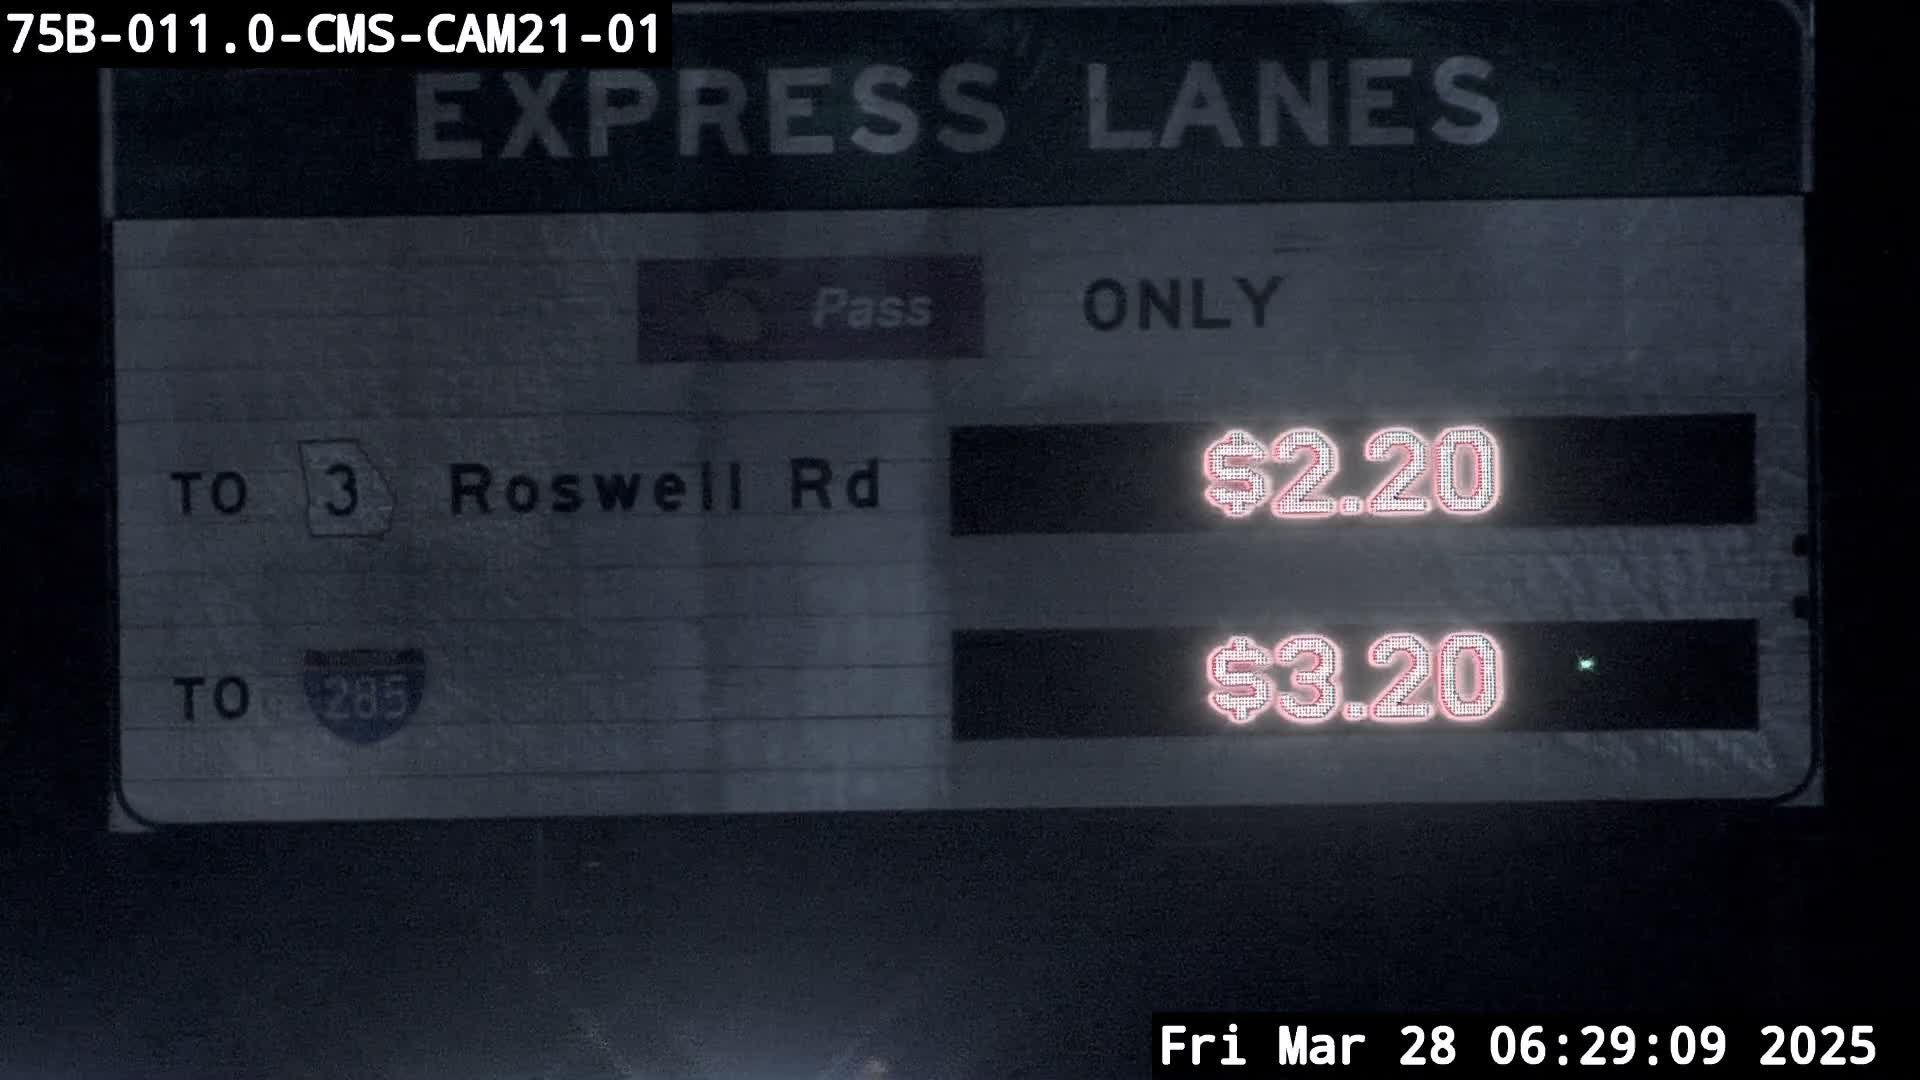 75B-011.0-CMS-CAM21-01
EXPRESS LANES
Pass ONLY
TO 3 Roswell Rd $2.20
TO 285 $3.20
Fri Mar 28 06:29:09 2025